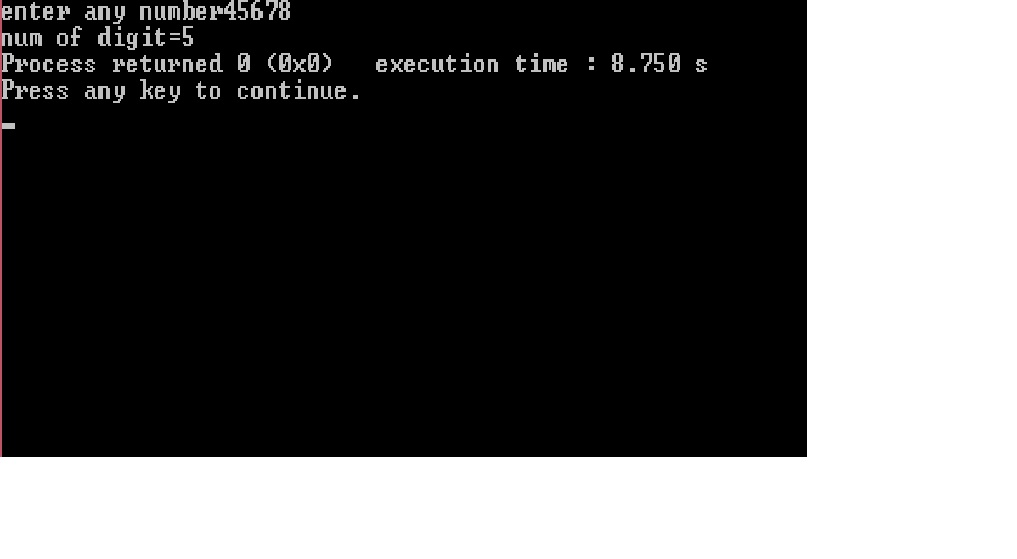 enter any number45678
num of digit=5
Process returned 0 (0x0)   execution time : 8.750 s
Press any key to continue.